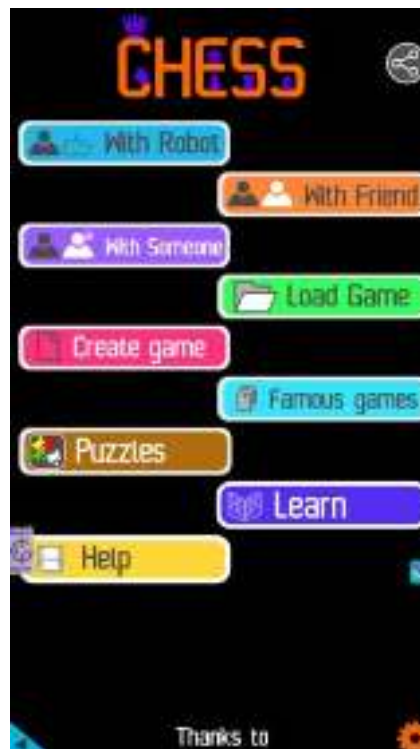 CHESS
With Robot
With Friend
With Someone
Load Game
Create game
Famous games
Puzzles
Learn
Help
Thanks to